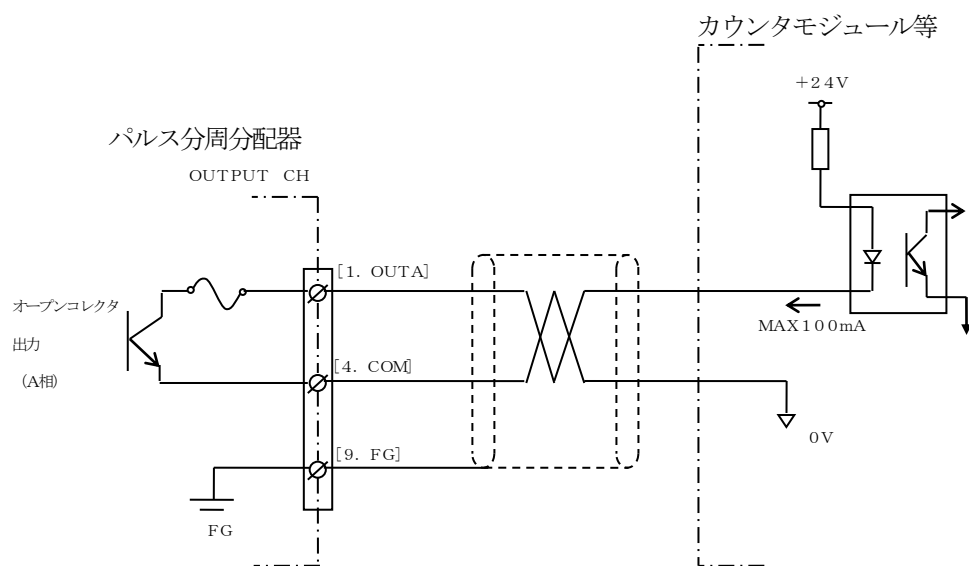 カウンタモジュール等
＋２４Ｖ
パルス分周分配器
ＯＵＴＰＵＴ　ＣＨ
［１．ＯＵＴＡ］
オープンコレクタ
出力
（A相）
ＭＡＸ１００ｍＡ
［４．ＣＯＭ］
０Ｖ
［９．ＦＧ］
ＦＧ